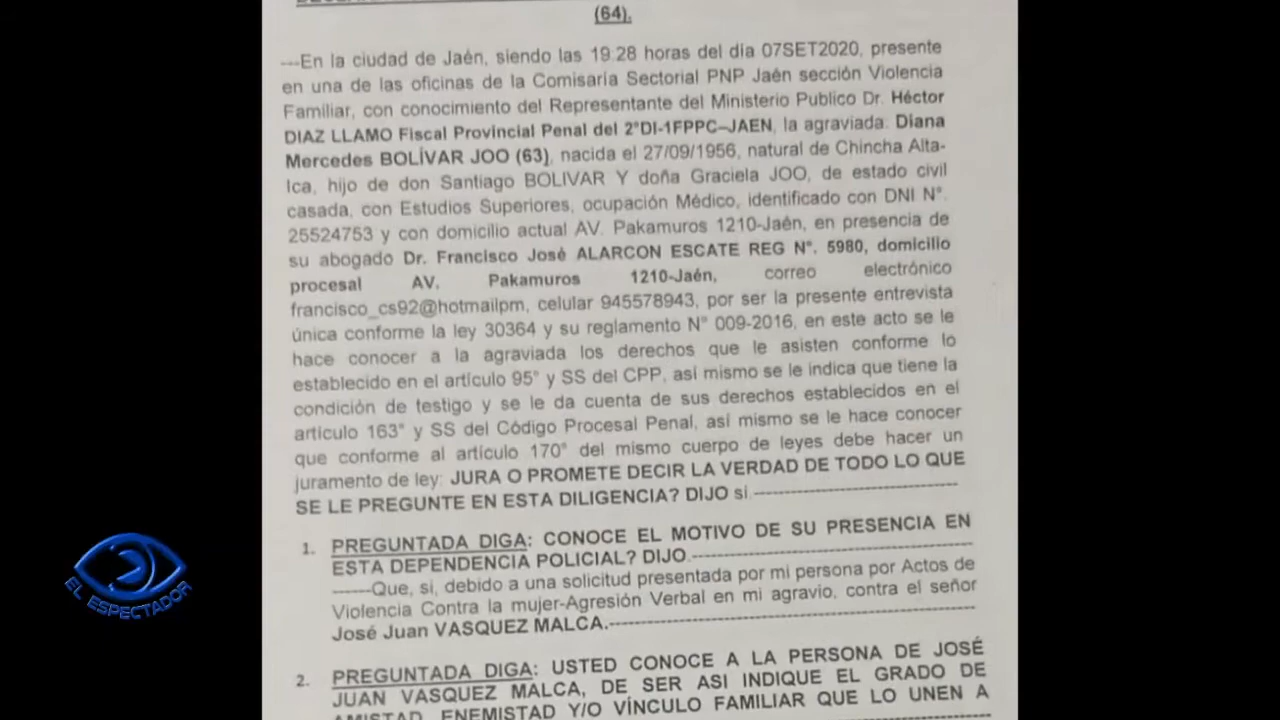 (64).
---En la ciudad de Jaén, siendo las 19:28 horas del día 07SET2020, presente
en una de las oficinas de la Comisaría Sectorial PNP Jaén sección Violencia
Familiar, con conocimiento del Representante del Ministerio Publico Dr. Héctor
DIAZ LLAMO Fiscal Provincial Penal del 2°DI-1FPPC–JAEN, la agraviada: Diana
Mercedes BOLÍVAR JOO (63), nacida el 27/09/1956, natural de Chincha Alta-
Ica, hijo de don Santiago BOLIVAR Y doña Graciela JOO, de estado civil
casada, con Estudios Superiores, ocupación Médico, identificado con DNI N°.
25524753 y con domicilio actual AV. Pakamuros 1210-Jaén, en presencia de
su abogado Dr. Francisco José ALARCON ESCATE REG N°. 5980, domicilio
procesal AV. Pakamuros 1210-Jaén, correo electrónico
francisco_cs92@hotmailpm, celular 945578943, por ser la presente entrevista
única conforme la ley 30364 y su reglamento N° 009-2016, en este acto se le
hace conocer a la agraviada los derechos que le asisten conforme lo
establecido en el artículo 95° y SS del CPP, así mismo se le indica que tiene la
condición de testigo y se le da cuenta de sus derechos establecidos en el
artículo 163° y SS del Código Procesal Penal, así mismo se le hace conocer
que conforme al artículo 170° del mismo cuerpo de leyes debe hacer un
juramento de ley: JURA O PROMETE DECIR LA VERDAD DE TODO LO QUE
SE LE PREGUNTE EN ESTA DILIGENCIA? DIJO si.-----------------------------
1. PREGUNTADA DIGA: CONOCE EL MOTIVO DE SU PRESENCIA EN
ESTA DEPENDENCIA POLICIAL? DIJO.---------------------------------------
-------Que, si, debido a una solicitud presentada por mi persona por Actos de
Violencia Contra la mujer-Agresión Verbal en mi agravio, contra el señor
José Juan VASQUEZ MALCA.---------------------------------------------------
2. PREGUNTADA DIGA: USTED CONOCE A LA PERSONA DE JOSÉ
JUAN VASQUEZ MALCA, DE SER ASI INDIQUE EL GRADO DE
AMISTAD, ENEMISTAD Y/O VÍNCULO FAMILIAR QUE LO UNEN A
EL ESPECTADOR